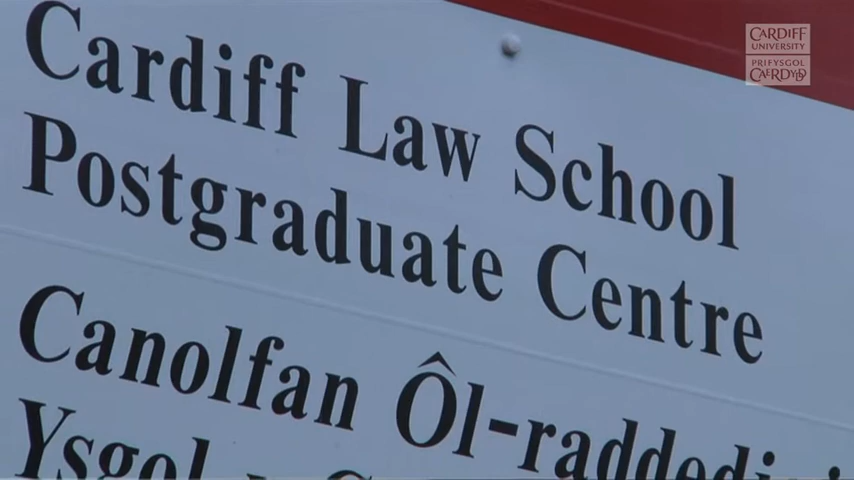 CARDIFF
UNIVERSITY
PRIFYSGOL
CAERDYDD
Cardiff Law School
Postgraduate Centre
Canolfan Ôl-raddedi
Ysgol